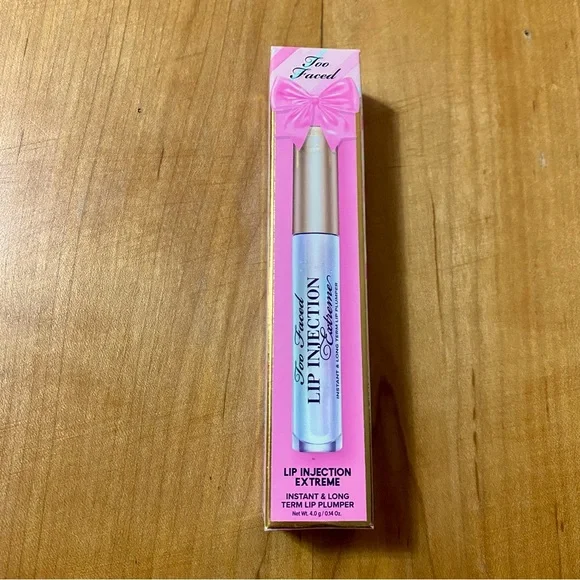 Too
Faced
Too Faced
LIP INJECTION
Extreme
INSTANT & LONG TERM LIP PLUMPER
LIP INJECTION
EXTREME
INSTANT & LONG
TERM LIP PLUMPER
Net Wt. 4.0 g / 0.14 Oz.